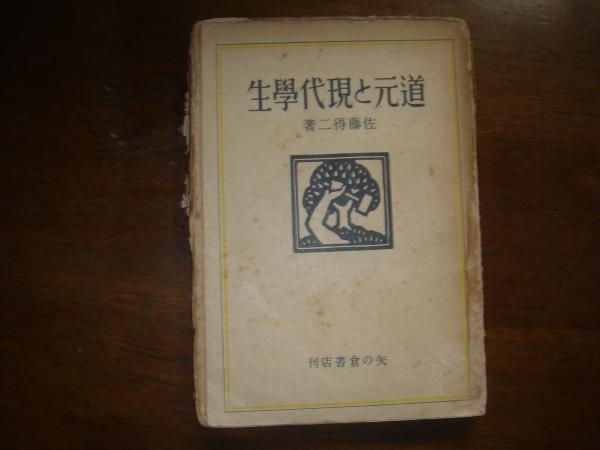 道元と現代學生
佐藤得二著
矢の倉書店刊